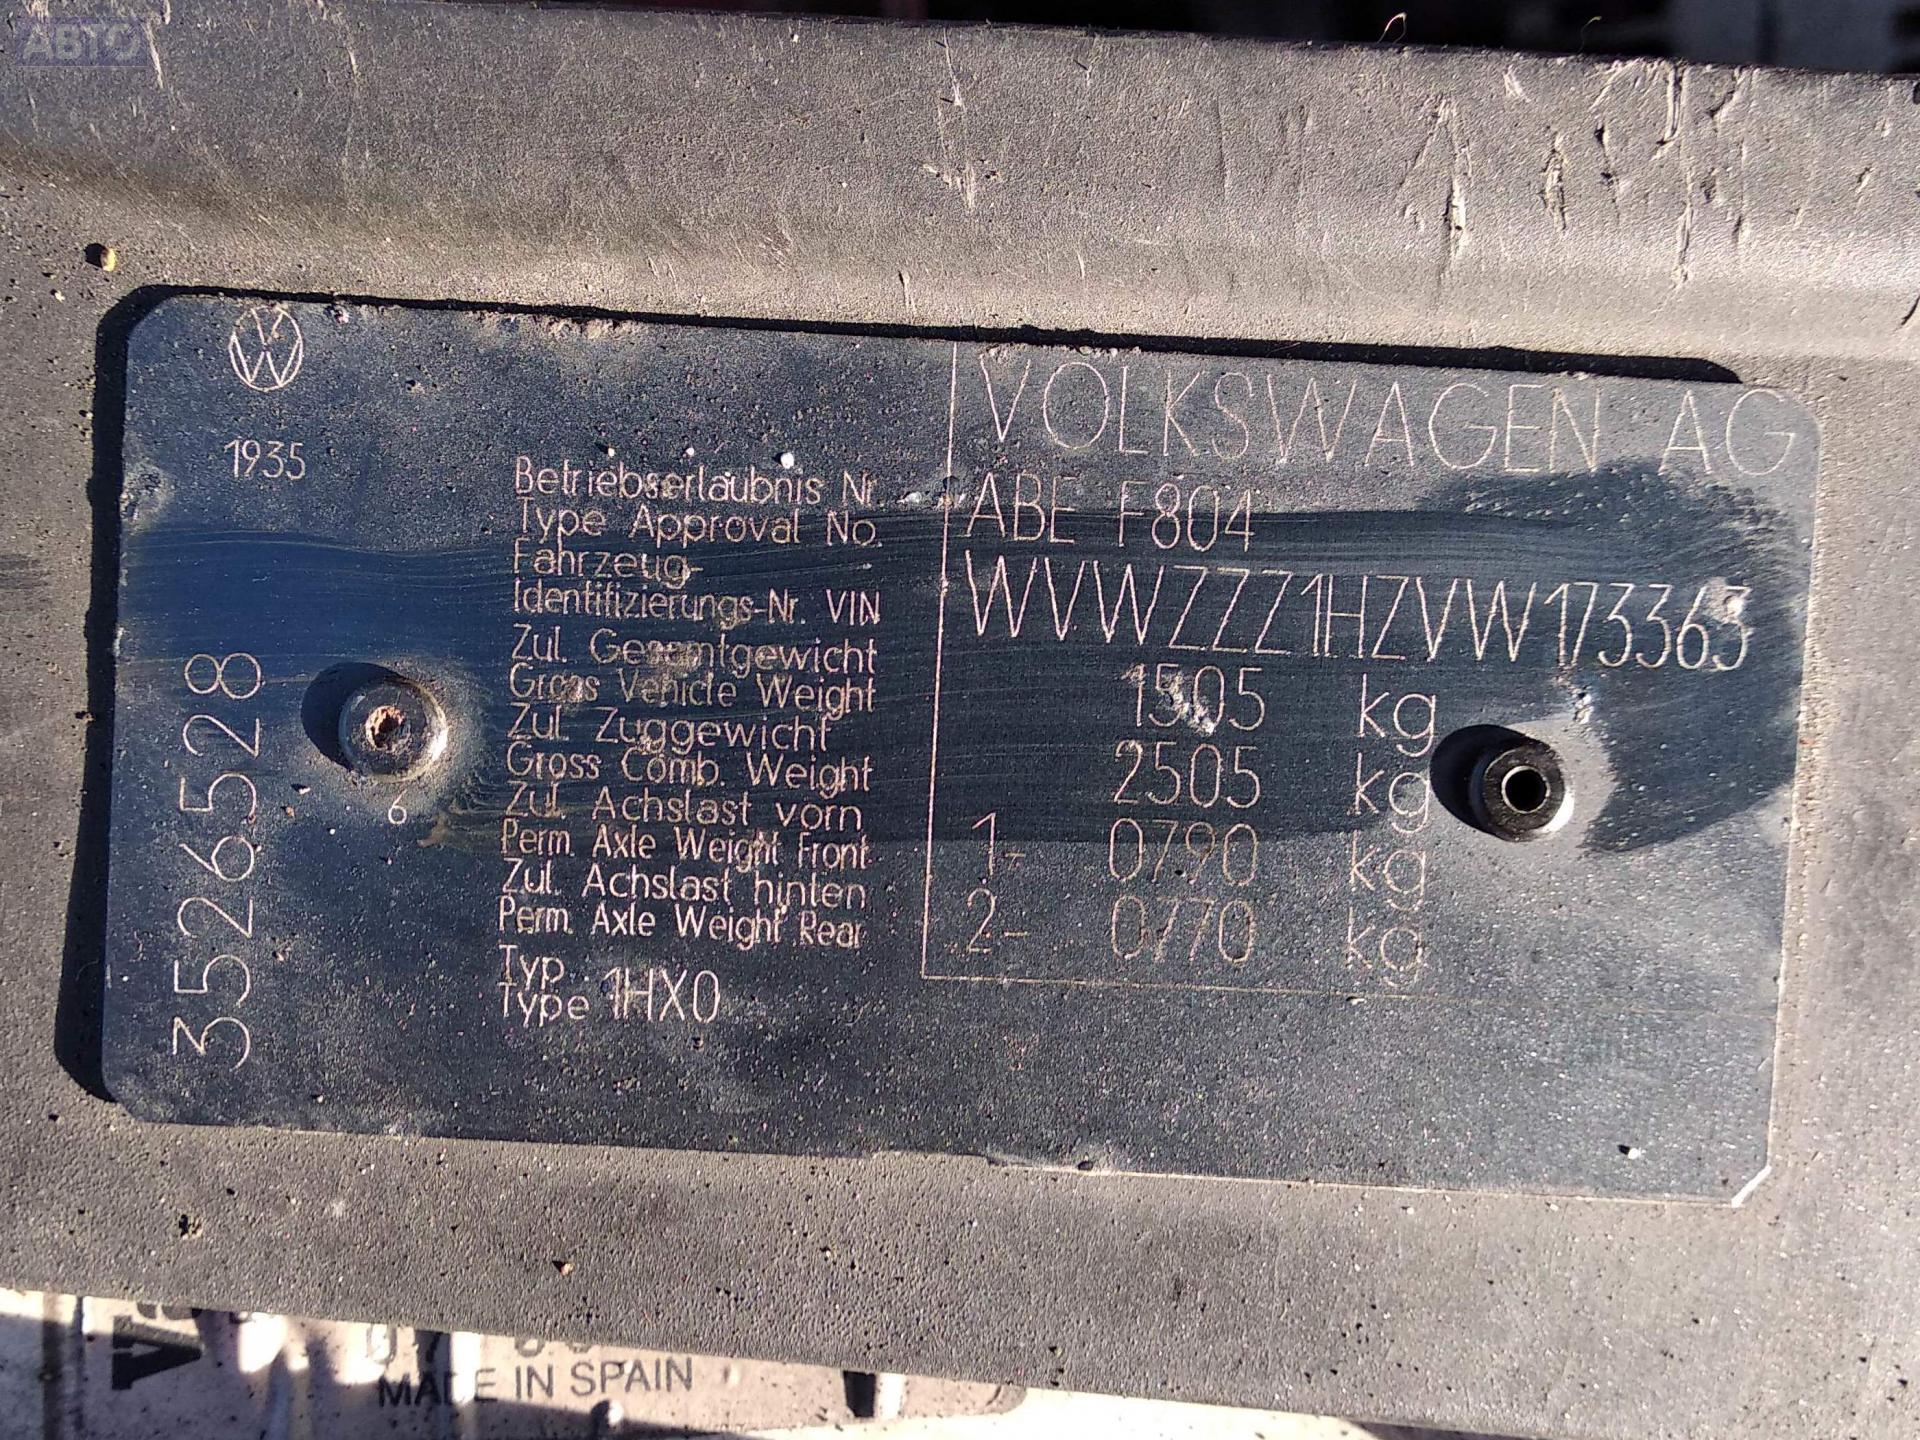 АВТО
VW
1935
3526528
6
VOLKSWAGEN AG
Betriebserlaubnis Nr.
Type Approval No.
ABE F804
Fahrzeug-
Identifizierungs-Nr. VIN
WVWZZZ1HZVW173363
Zul. Gesamtgewicht
Gross Vehicle Weight
1505 kg
Zul. Zuggewicht
Gross Comb. Weight
2505 kg
Zul. Achslast vorn
Perm. Axle Weight Front
1- 0790 kg
Zul. Achslast hinten
Perm. Axle Weight Rear
2- 0770 kg
Typ
Type 1HX0
MADE IN SPAIN